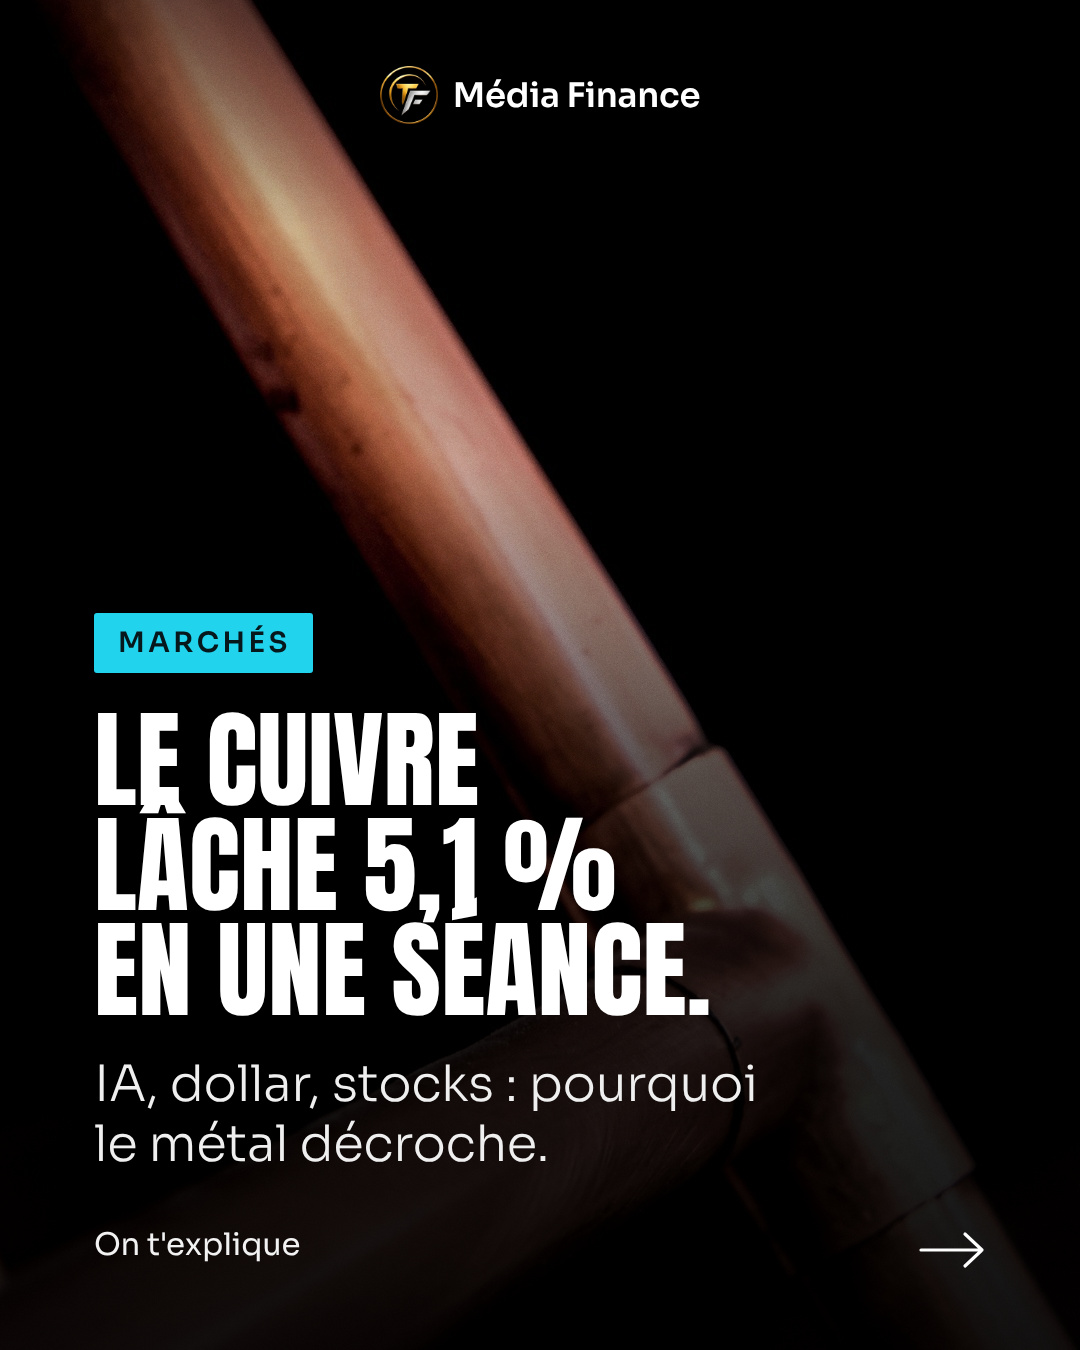 TF Média Finance
MARCHÉS
LE CUIVRE
LÂCHE 5,1 %
EN UNE SÉANCE.
IA, dollar, stocks : pourquoi
le métal décroche.
On t'explique